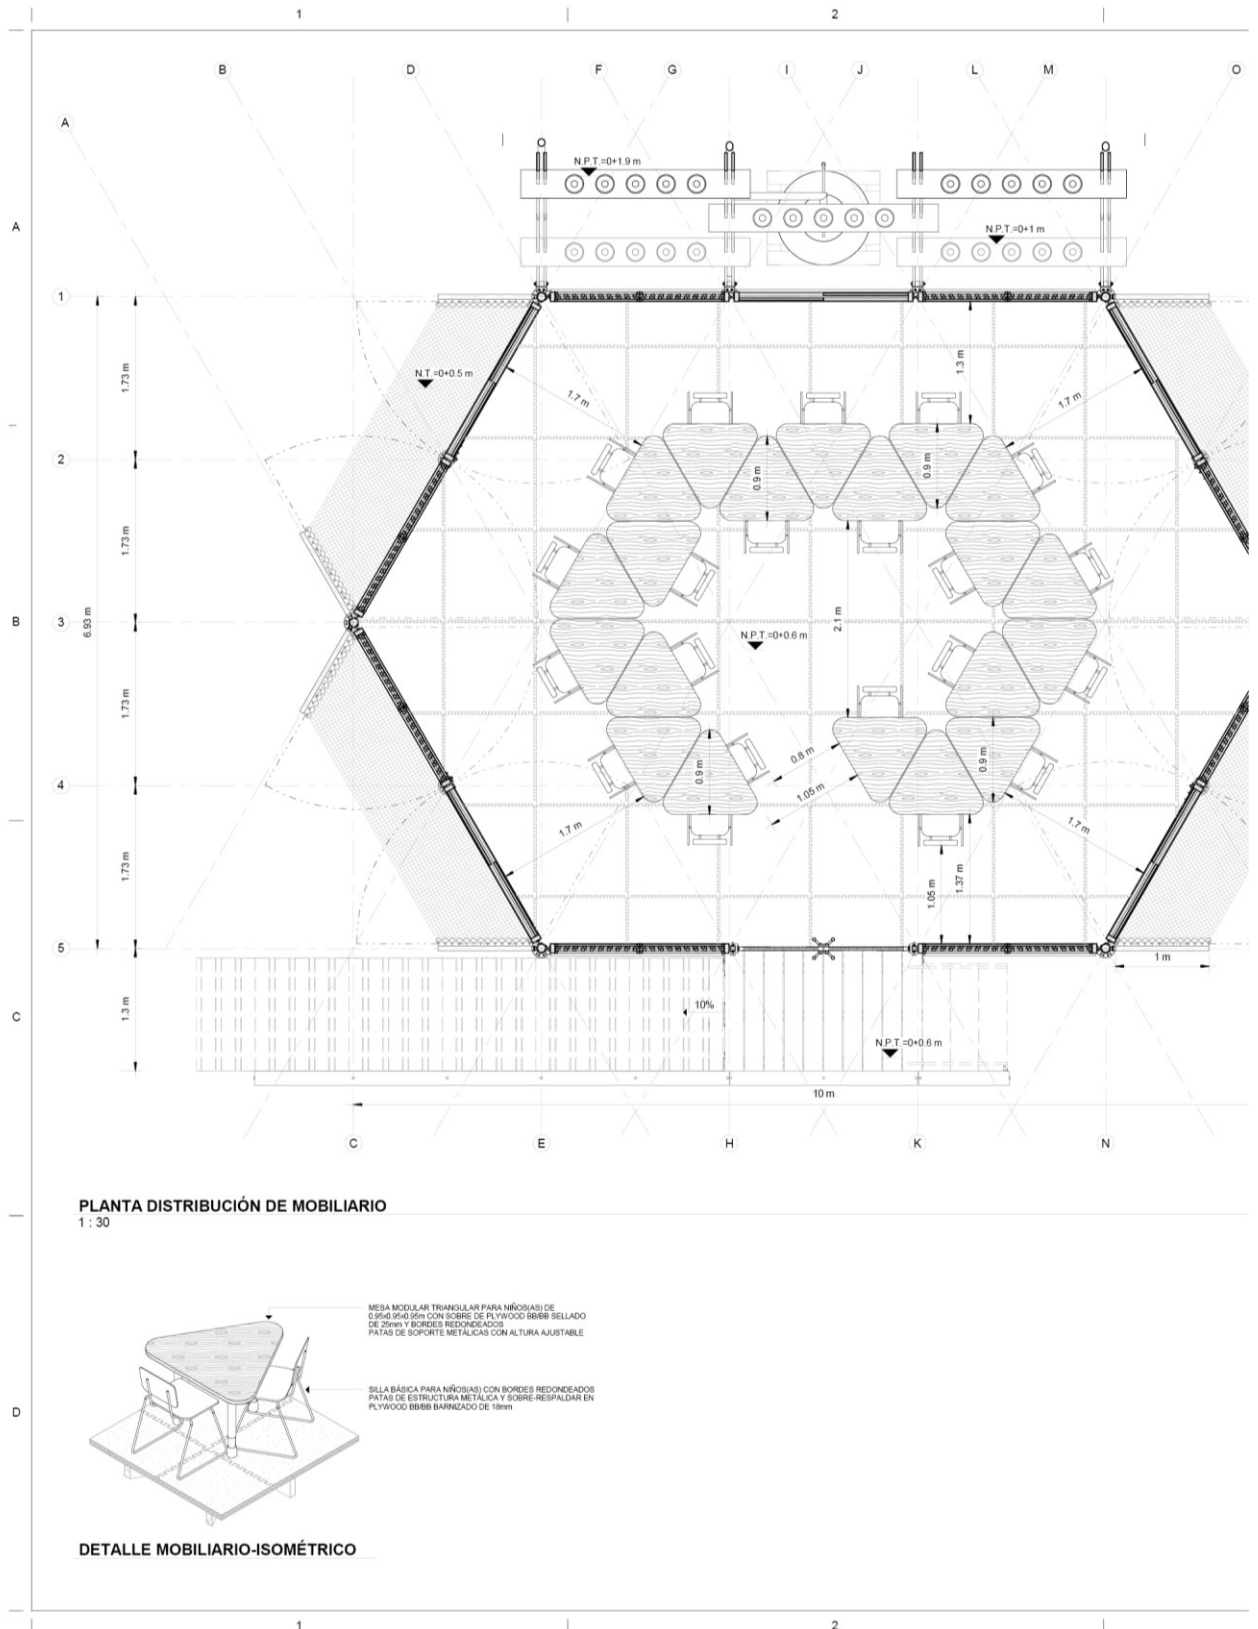 1
2
B
D
F
G
I
J
L
M
O
A
N.P.T.=0+1.9 m
A
N.P.T.=0+1 m
1
1.3 m
1.73 m
N.T.=0+0.5 m
1.7 m
1.7 m
2
0.9 m
0.9 m
1.73 m
B
6.93 m
3
2.1 m
N.P.T.=0+0.6 m
1.73 m
0.8 m
0.9 m
0.9 m
4
1.05 m
1.7 m
1.7 m
1.73 m
1.05 m
1.37 m
5
1 m
1.3 m
10%
C
N.P.T.=0+0.6 m
10 m
C
E
H
K
N
PLANTA DISTRIBUCIÓN DE MOBILIARIO
1 : 30
MESA MODULAR TRIANGULAR PARA NIÑOS(AS) DE
0.95x0.95x0.95m CON SOBRE DE PLYWOOD BB/BB SELLADO
DE 25mm Y BORDES REDONDEADOS
PATAS DE SOPORTE METÁLICAS CON ALTURA AJUSTABLE
SILLA BÁSICA PARA NIÑOS(AS) CON BORDES REDONDEADOS
PATAS DE ESTRUCTURA METÁLICA Y SOBRE-RESPALDAR EN
PLYWOOD BB/BB BARNIZADO DE 18mm
D
DETALLE MOBILIARIO-ISOMÉTRICO
1
2